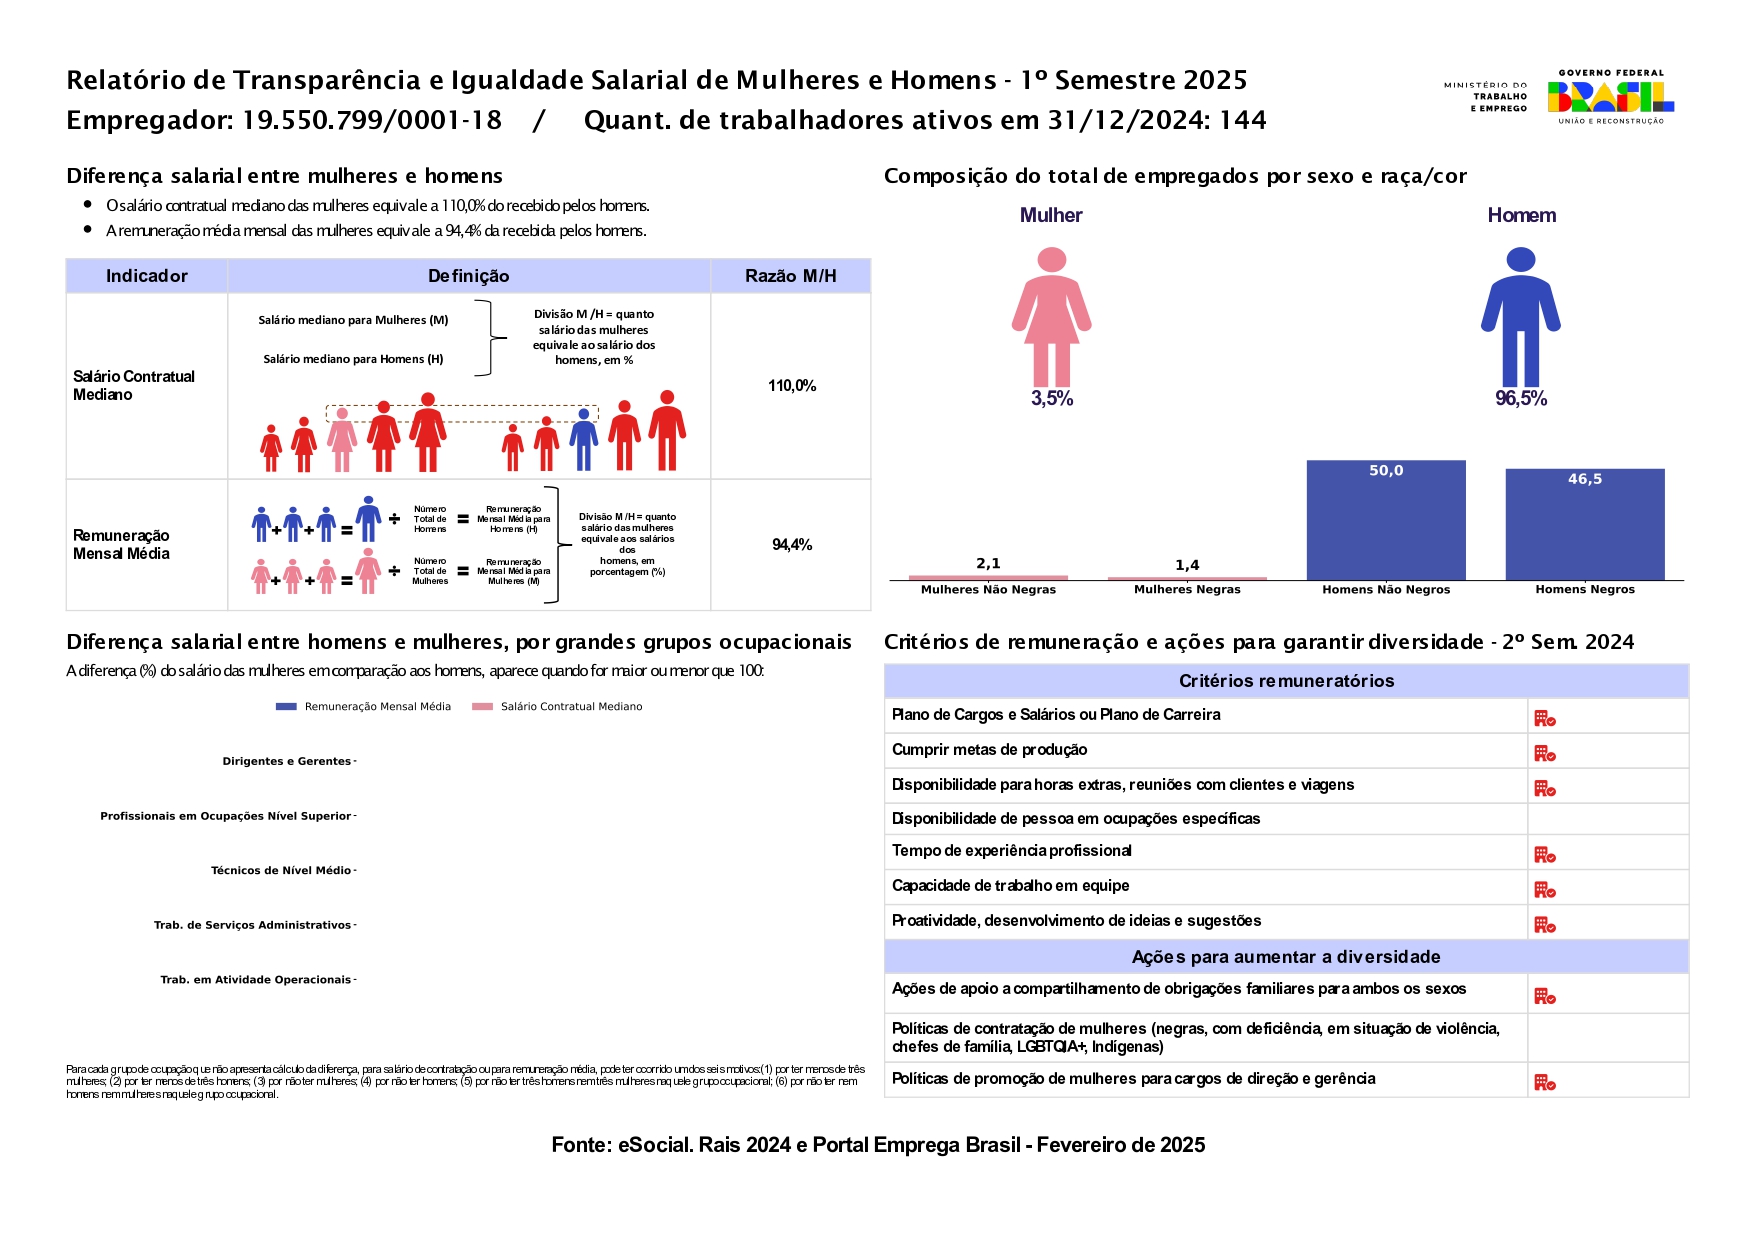 Relatório de Transparência e Igualdade Salarial de Mulheres e Homens - 1º Semestre 2025
Empregador: 19.550.799/0001-18 / Quant. de trabalhadores ativos em 31/12/2024: 144
MINISTÉRIO DO
TRABALHO
E EMPREGO
GOVERNO FEDERAL
BRASIL
UNIÃO E RECONSTRUÇÃO
Diferença salarial entre mulheres e homens
• O salário contratual mediano das mulheres equivale a 110,0% do recebido pelos homens.
• A remuneração média mensal das mulheres equivale a 94,4% da recebida pelos homens.
Indicador Definição Razão M/H
Salário Contratual
Mediano
Salário mediano para Mulheres (M)
Salário mediano para Homens (H)
Divisão M /H = quanto
salário das mulheres
equivale ao salário dos
homens, em %
110,0%
Remuneração
Mensal Média
Número
Total de
Homens
Remuneração
Mensal Média para
Homens (H)
Número
Total de
Mulheres
Remuneração
Mensal Média para
Mulheres (M)
Divisão M /H = quanto
salário das mulheres
equivale aos salários
dos
homens, em
porcentagem (%)
94,4%
Composição do total de empregados por sexo e raça/cor
Mulher Homem
3,5% 96,5%
2,1 1,4 50,0 46,5
Mulheres Não Negras Mulheres Negras Homens Não Negros Homens Negros
Diferença salarial entre homens e mulheres, por grandes grupos ocupacionais
A diferença (%) do salário das mulheres em comparação aos homens, aparece quando for maior ou menor que 100:
Remuneração Mensal Média Salário Contratual Mediano
Dirigentes e Gerentes
Profissionais em Ocupações Nível Superior
Técnicos de Nível Médio
Trab. de Serviços Administrativos
Trab. em Atividade Operacionais
Para cada grupo de ocupação que não apresenta cálculo da diferença, para salário de contratação ou para remuneração média, pode ter ocorrido um dos seis motivos:(1) por ter menos de três
mulheres; (2) por ter menos de três homens; (3) por não ter mulheres; (4) por não ter homens; (5) por não ter três homens nem três mulheres naquele grupo ocupacional; (6) por não ter nem
homens nem mulheres naquele grupo ocupacional.
Critérios de remuneração e ações para garantir diversidade - 2º Sem. 2024
Critérios remuneratórios
Plano de Cargos e Salários ou Plano de Carreira
Cumprir metas de produção
Disponibilidade para horas extras, reuniões com clientes e viagens
Disponibilidade de pessoa em ocupações específicas
Tempo de experiência profissional
Capacidade de trabalho em equipe
Proatividade, desenvolvimento de ideias e sugestões
Ações para aumentar a diversidade
Ações de apoio a compartilhamento de obrigações familiares para ambos os sexos
Políticas de contratação de mulheres (negras, com deficiência, em situação de violência,
chefes de família, LGBTQIA+, Indígenas)
Políticas de promoção de mulheres para cargos de direção e gerência
Fonte: eSocial. Rais 2024 e Portal Emprega Brasil - Fevereiro de 2025